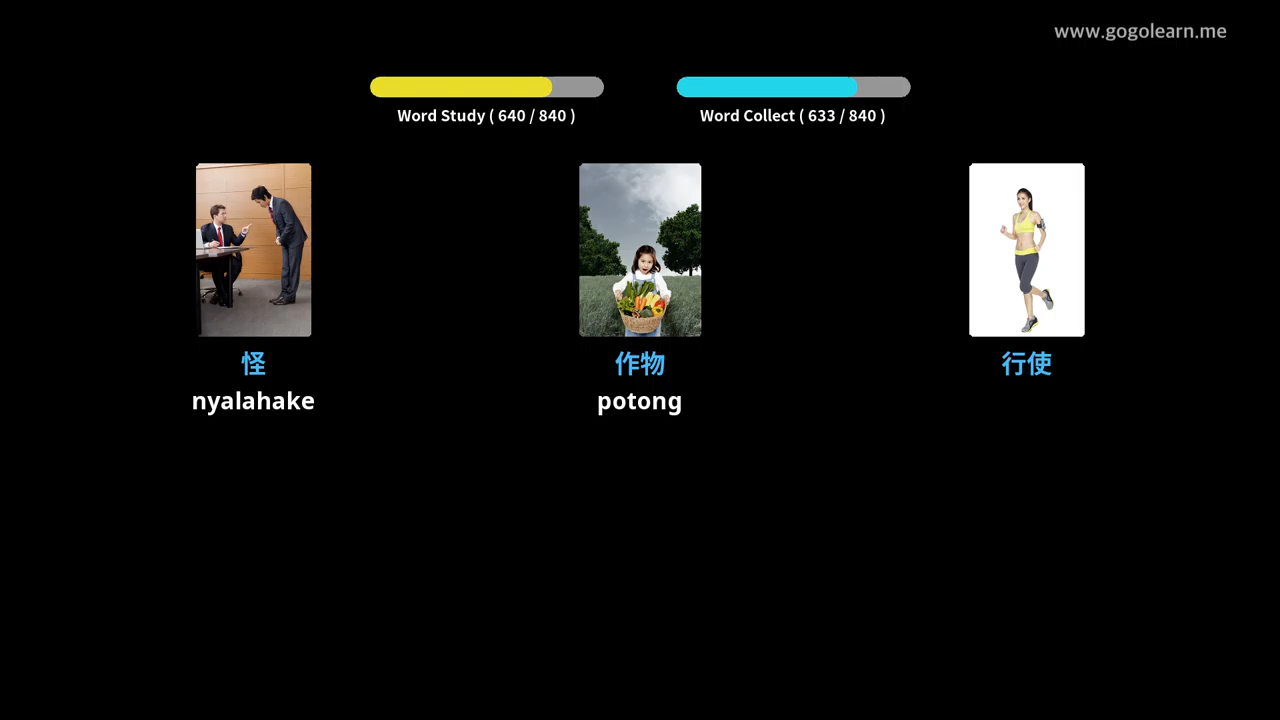 www.gogolearn.me
Word Study ( 640 / 840 )
Word Collect ( 633 / 840 )
怪
nyalahake
作物
potong
行使